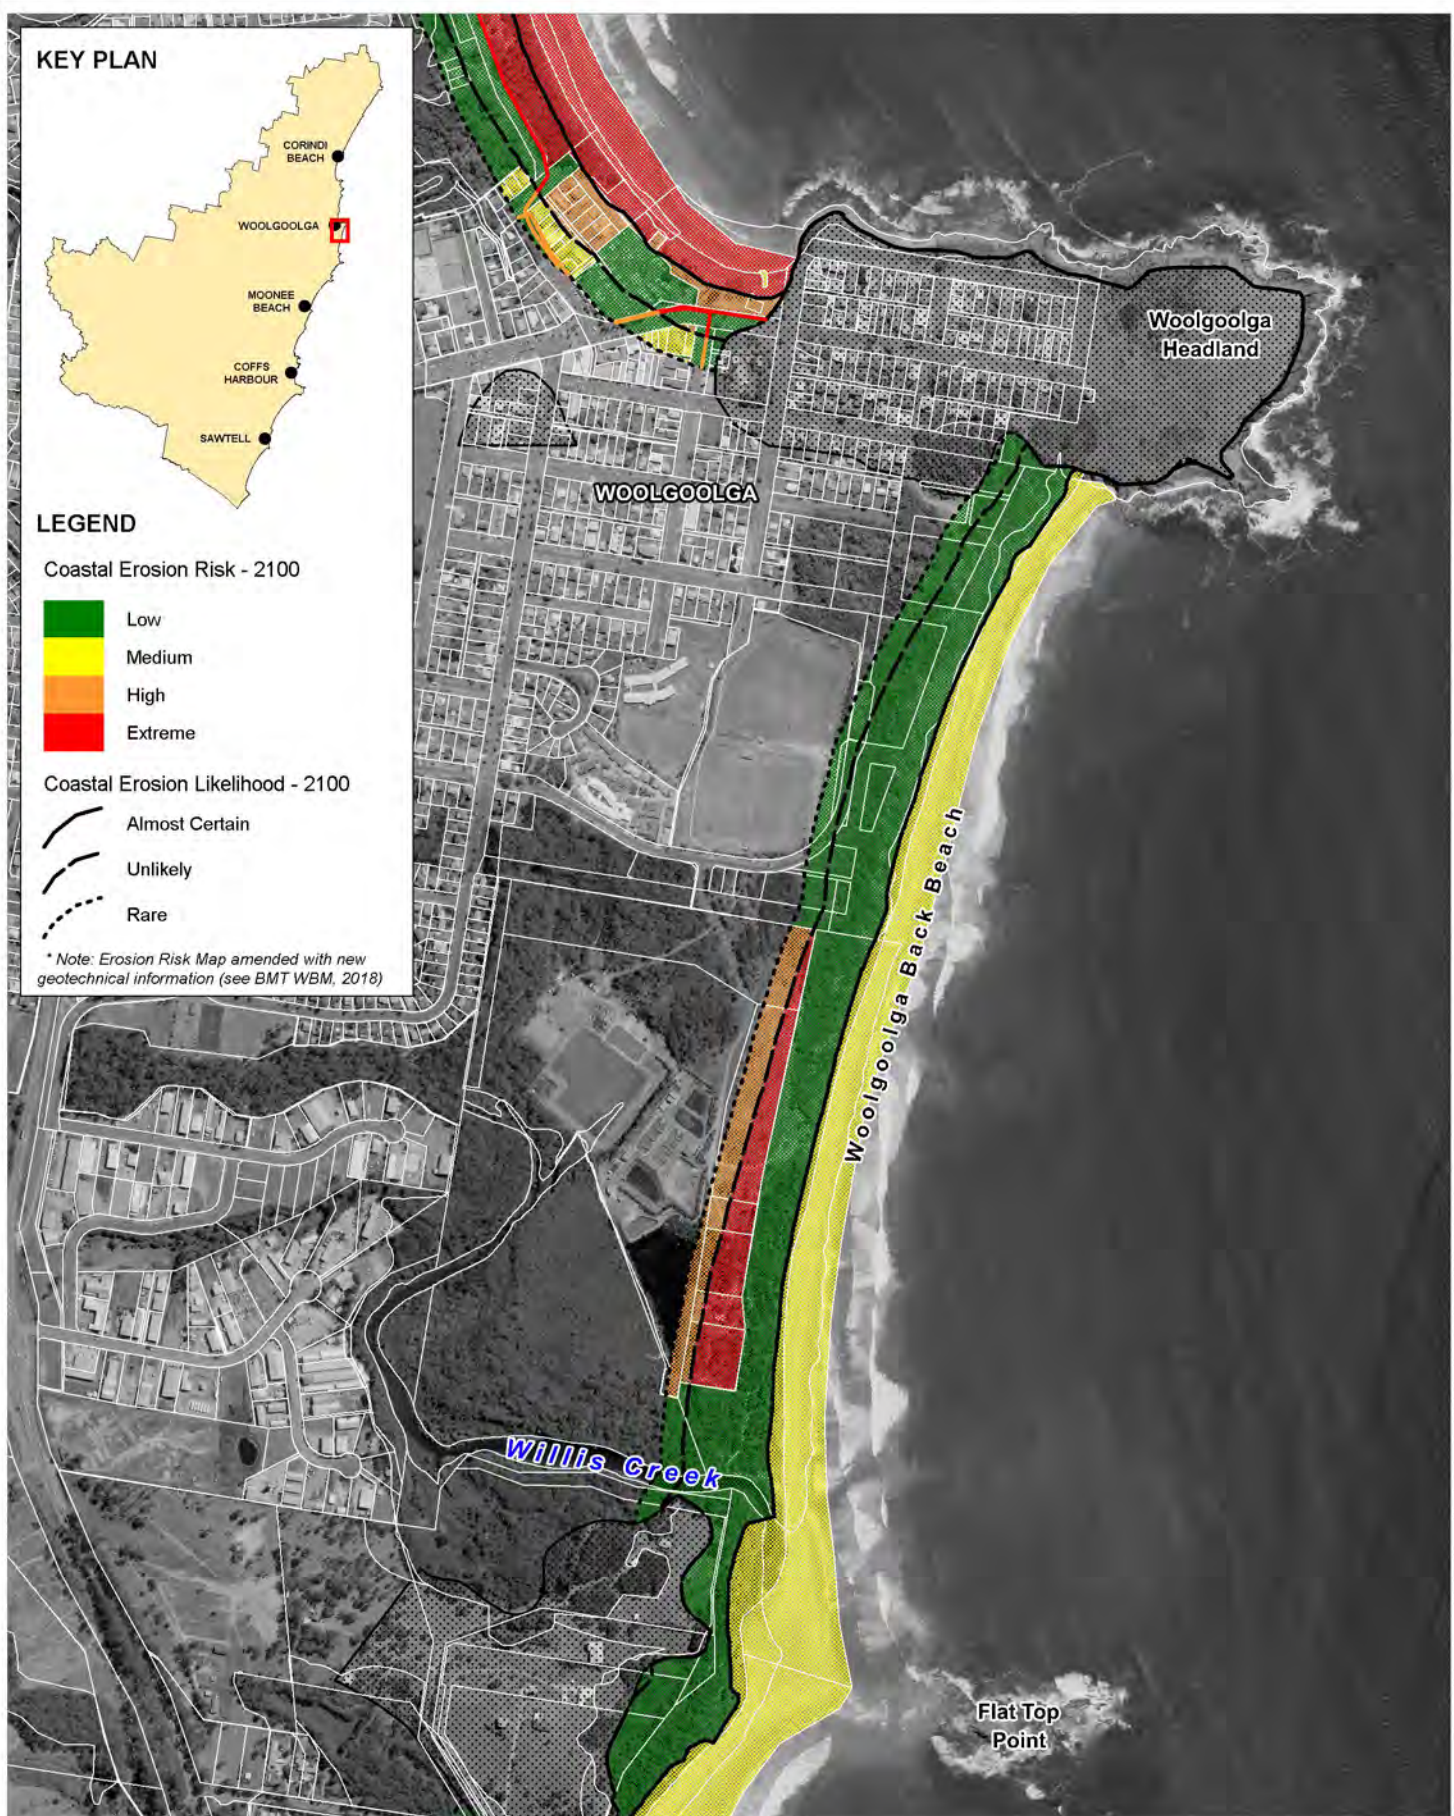 KEY PLAN
CORINDI
BEACH
WOOLGOOLGA
MOONEE
BEACH
COFFS
HARBOUR
SAWTELL
LEGEND
Coastal Erosion Risk - 2100
Low
Medium
High
Extreme
Coastal Erosion Likelihood - 2100
Almost Certain
Unlikely
Rare
* Note: Erosion Risk Map amended with new
geotechnical information (see BMT WBM, 2018)
Woolgoolga
Headland
WOOLGOOLGA
Woolgoolga Back Beach
Willis Creek
Flat Top
Point